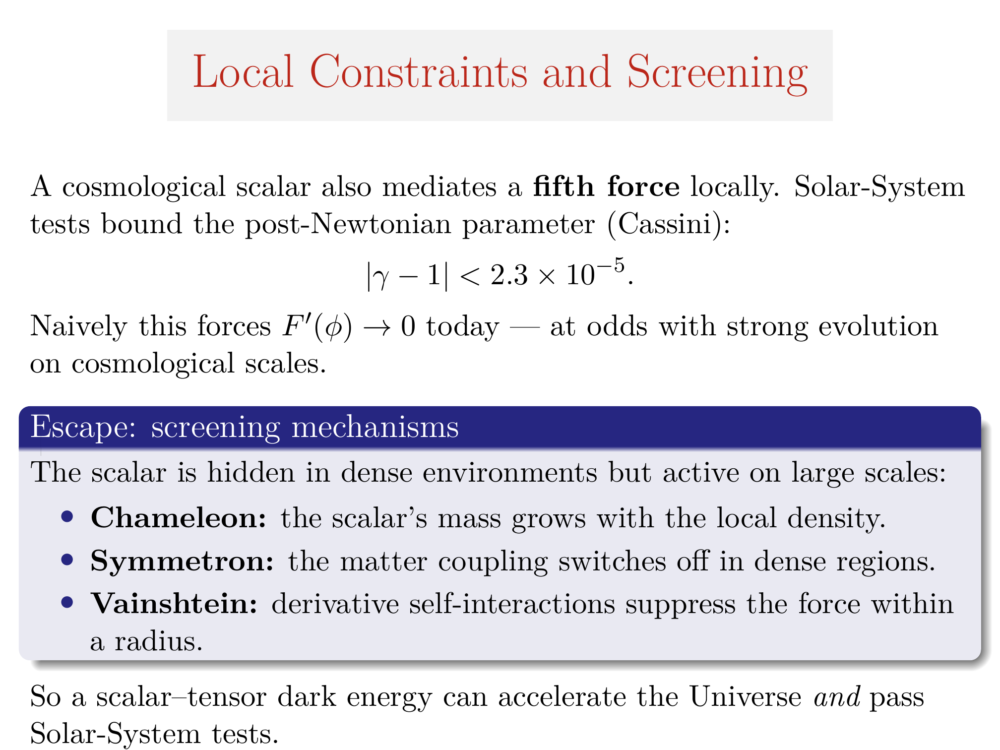 Local Constraints and Screening
A cosmological scalar also mediates a fifth force locally. Solar-System
tests bound the post-Newtonian parameter (Cassini):
|γ − 1| < 2.3 × 10⁻⁵.
Naively this forces F′(ϕ) → 0 today — at odds with strong evolution
on cosmological scales.
Escape: screening mechanisms
The scalar is hidden in dense environments but active on large scales:
• Chameleon: the scalar's mass grows with the local density.
• Symmetron: the matter coupling switches off in dense regions.
• Vainshtein: derivative self-interactions suppress the force within
a radius.
So a scalar–tensor dark energy can accelerate the Universe and pass
Solar-System tests.